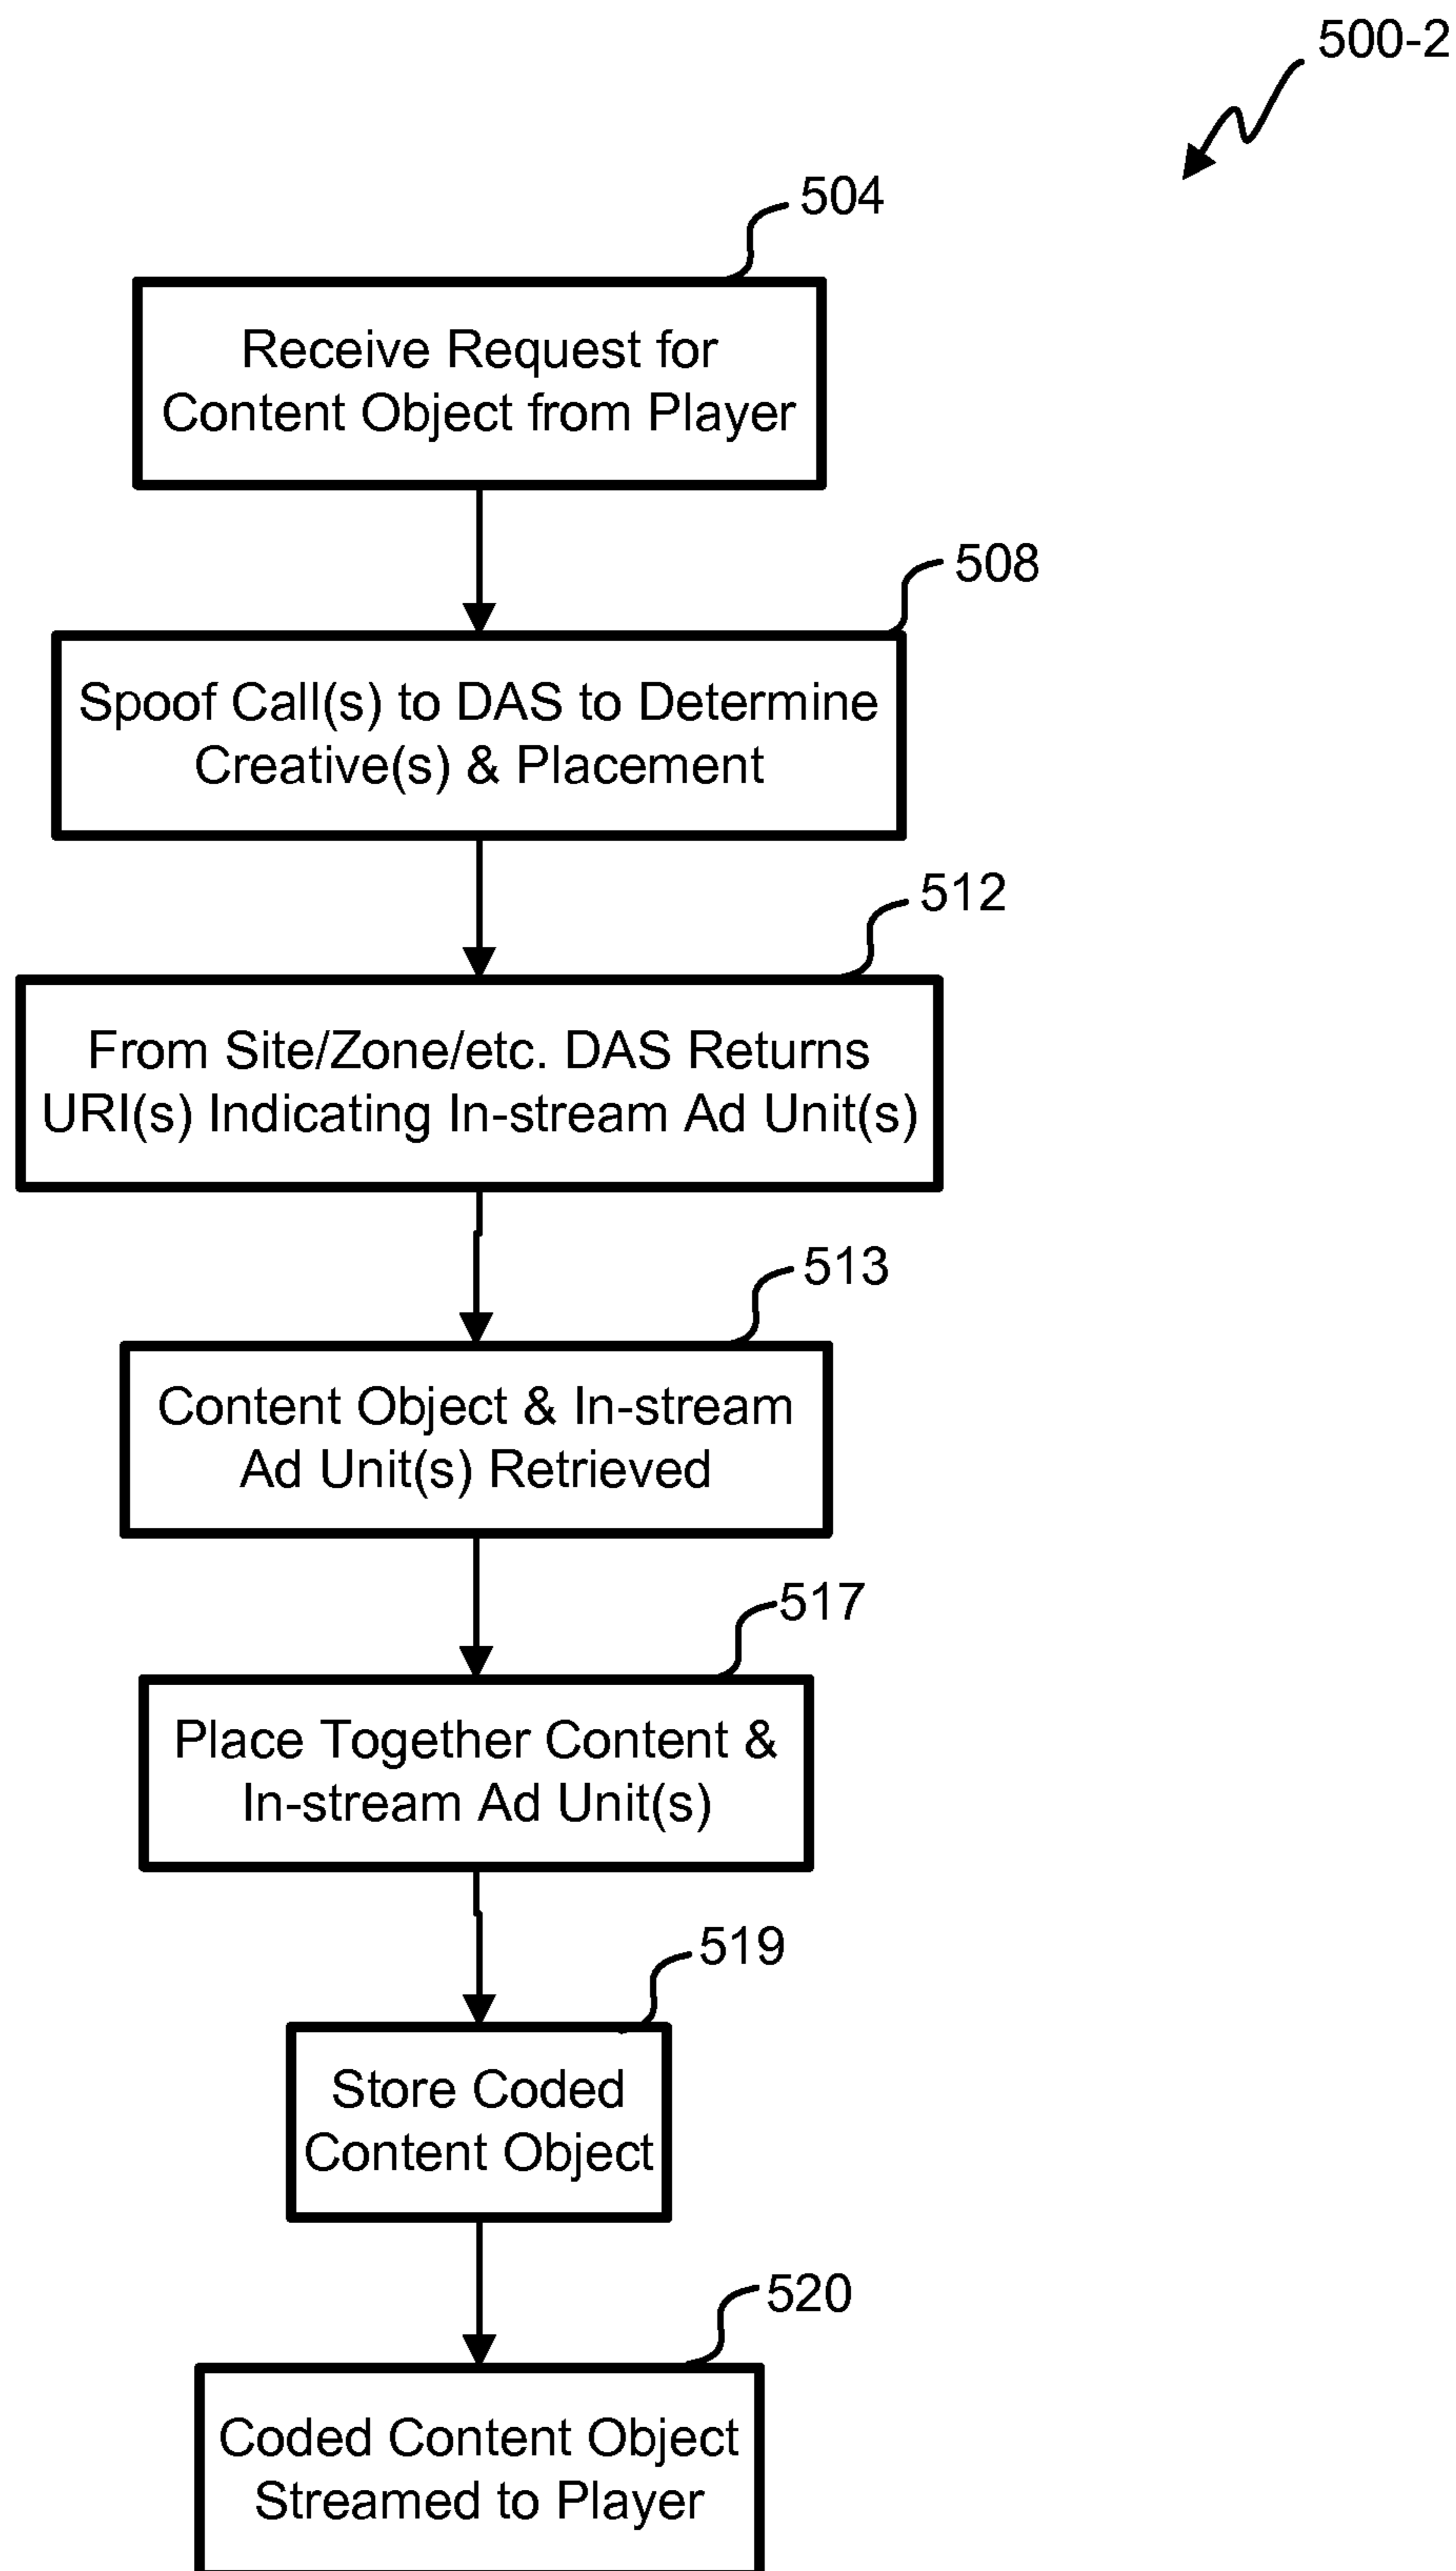 500-2
504
Receive Request for
Content Object from Player
508
Spoof Call(s) to DAS to Determine
Creative(s) & Placement
512
From Site/Zone/etc. DAS Returns
URI(s) Indicating In-stream Ad Unit(s)
513
Content Object & In-stream
Ad Unit(s) Retrieved
517
Place Together Content &
In-stream Ad Unit(s)
519
Store Coded
Content Object
520
Coded Content Object
Streamed to Player